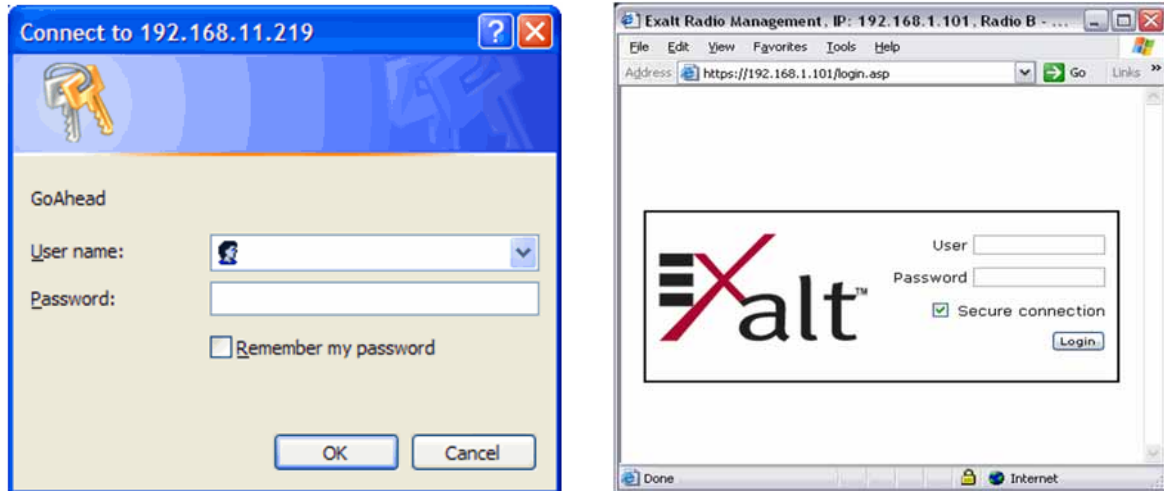 Connect to 192.168.11.219
GoAhead
User name:
Password:
Remember my password
OK Cancel
Exalt Radio Management, IP: 192.168.1.101, Radio B - ...
File Edit View Favorites Tools Help
Address https://192.168.1.101/login.asp Go Links »
EXalt™
User
Password
Secure connection
Login
Done Internet